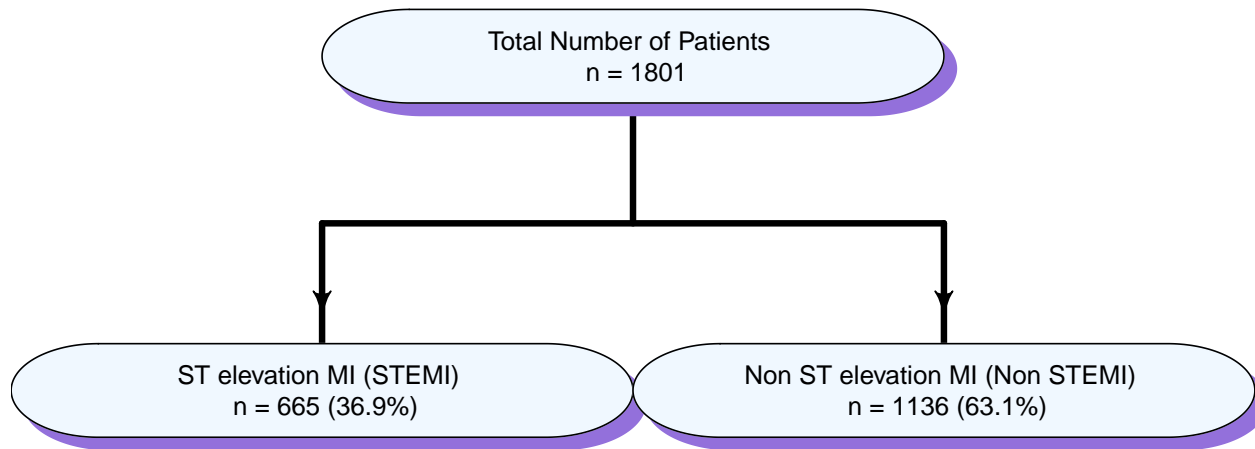 Total Number of Patients
n = 1801
ST elevation MI (STEMI)
n = 665 (36.9%)
Non ST elevation MI (Non STEMI)
n = 1136 (63.1%)